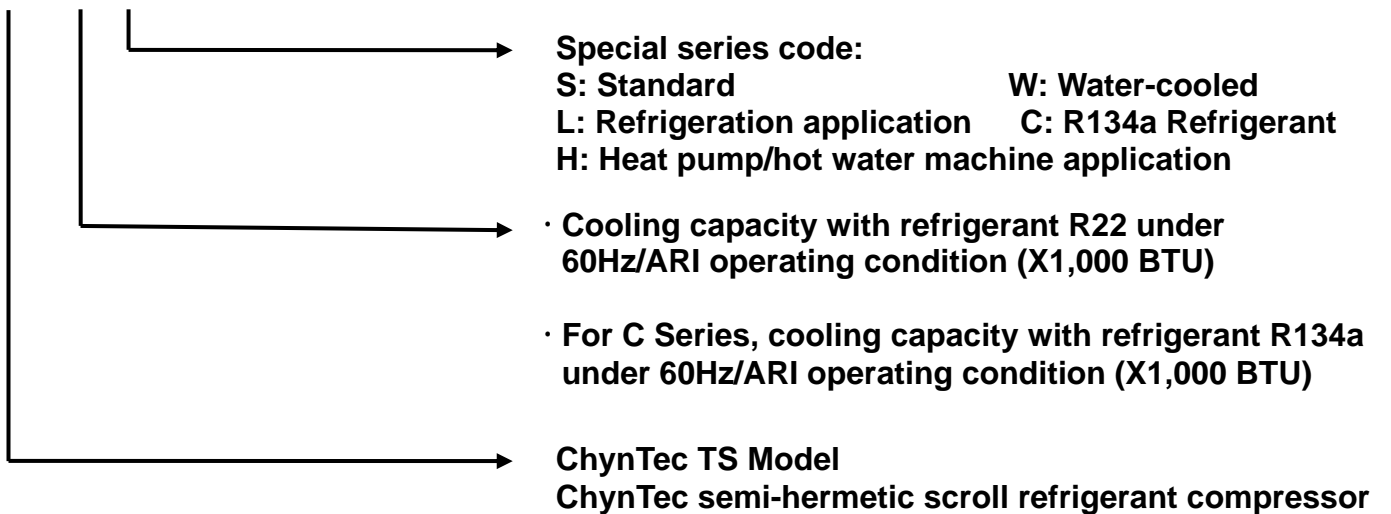 Special series code:
S: Standard W: Water-cooled
L: Refrigeration application C: R134a Refrigerant
H: Heat pump/hot water machine application
· Cooling capacity with refrigerant R22 under
60Hz/ARI operating condition (X1,000 BTU)
· For C Series, cooling capacity with refrigerant R134a
under 60Hz/ARI operating condition (X1,000 BTU)
ChynTec TS Model
ChynTec semi-hermetic scroll refrigerant compressor